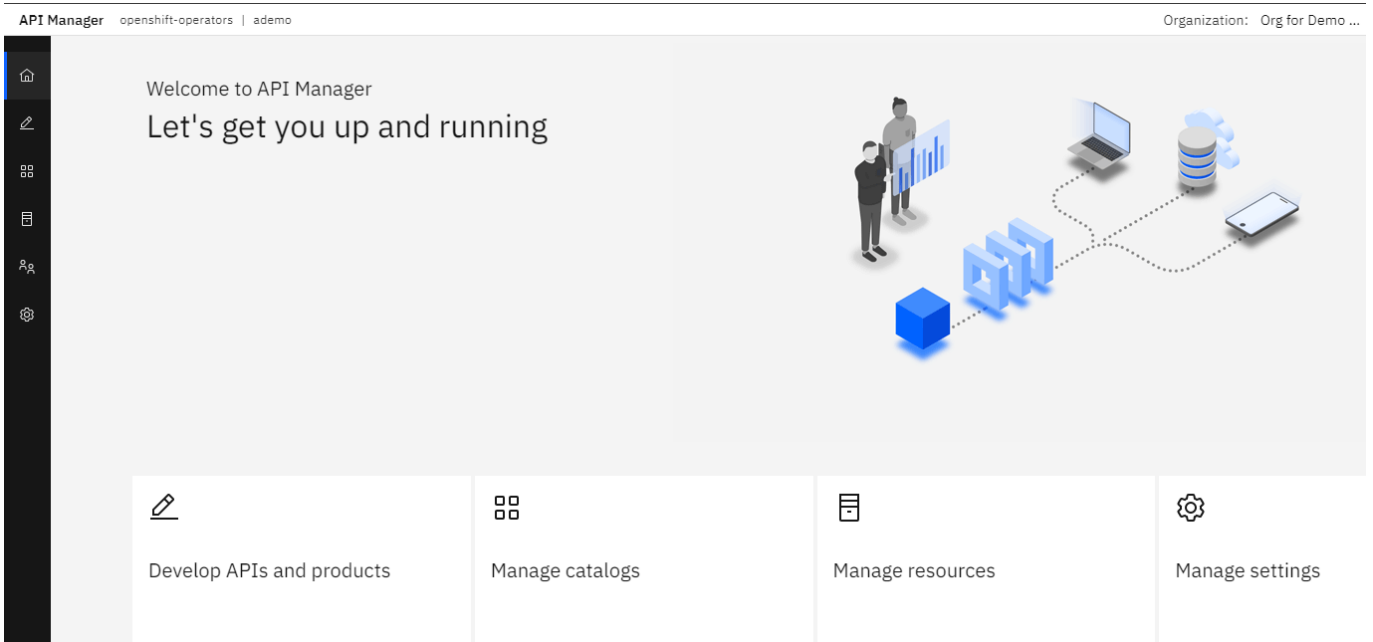 API Manager openshift-operators | ademo Organization: Org for Demo ...
Welcome to API Manager
Let's get you up and running
Develop APIs and products
Manage catalogs
Manage resources
Manage settings